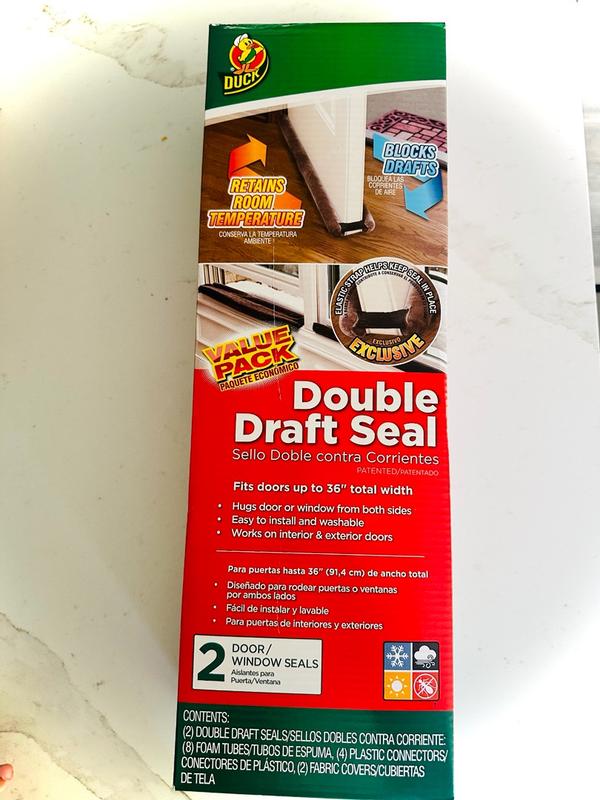 DUCK
RETAINS
ROOM
TEMPERATURE
CONSERVA LA TEMPERATURA
AMBIENTE
BLOCKS
DRAFTS
BLOQUEA LAS
CORRIENTES
DE AIRE
ELASTIC STRAP HELPS KEEP SEAL IN PLACE
EXCLUSIVO
EXCLUSIVE
VALUE
PACK
PAQUETE ECONÓMICO
Double
Draft Seal
Sello Doble contra Corrientes
PATENTED/PATENTADO
Fits doors up to 36" total width
• Hugs door or window from both sides
• Easy to install and washable
• Works on interior & exterior doors
Para puertas hasta 36" (91,4 cm) de ancho total
• Diseñado para rodear puertas o ventanas
por ambos lados
• Fácil de instalar y lavable
• Para puertas de interiores y exteriores
2 DOOR/
WINDOW SEALS
Aislantes para
Puerta/Ventana
CONTENTS:
(2) DOUBLE DRAFT SEALS/SELLOS DOBLES CONTRA CORRIENTE:
(8) FOAM TUBES/TUBOS DE ESPUMA, (4) PLASTIC CONNECTORS/
CONECTORES DE PLÁSTICO, (2) FABRIC COVERS/CUBIERTAS
DE TELA